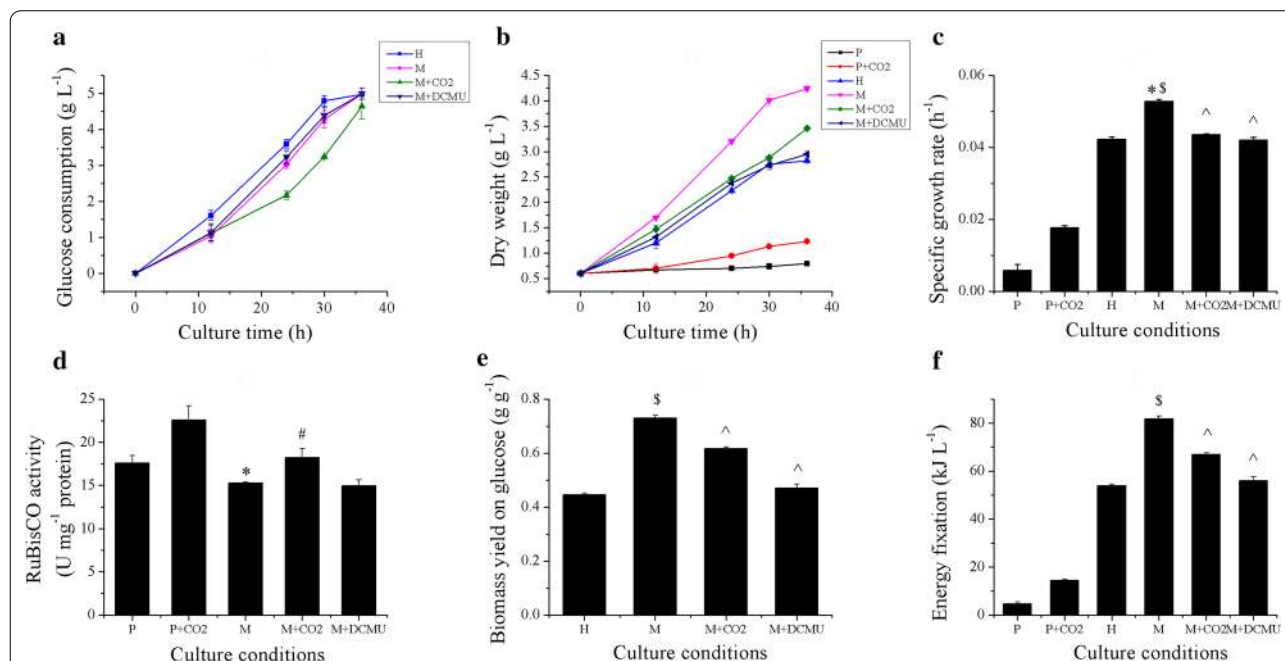 a
H
M
M+CO2
M+DCMU
Glucose consumption (g L⁻¹)
5
4
3
2
1
0
0 10 20 30 40
Culture time (h)
b
P
P+CO2
H
M
M+CO2
M+DCMU
Dry weight (g L⁻¹)
4.5
4.0
3.5
3.0
2.5
2.0
1.5
1.0
0.5
0 10 20 30 40
Culture time (h)
c
Specific growth rate (h⁻¹)
0.06
0.04
0.02
0.00
* $
^
^
P P+CO2 H M M+CO2 M+DCMU
Culture conditions
d
RuBisCO activity
(U mg⁻¹ protein)
25
20
15
10
5
0
*
#
P P+CO2 M M+CO2 M+DCMU
Culture conditions
e
Biomass yield on glucose (g g⁻¹)
0.8
0.6
0.4
0.2
0.0
$
^
^
H M M+CO2 M+DCMU
Culture conditions
f
Energy fixation (kJ L⁻¹)
80
60
40
20
0
$
^
^
P P+CO2 H M M+CO2 M+DCMU
Culture conditions